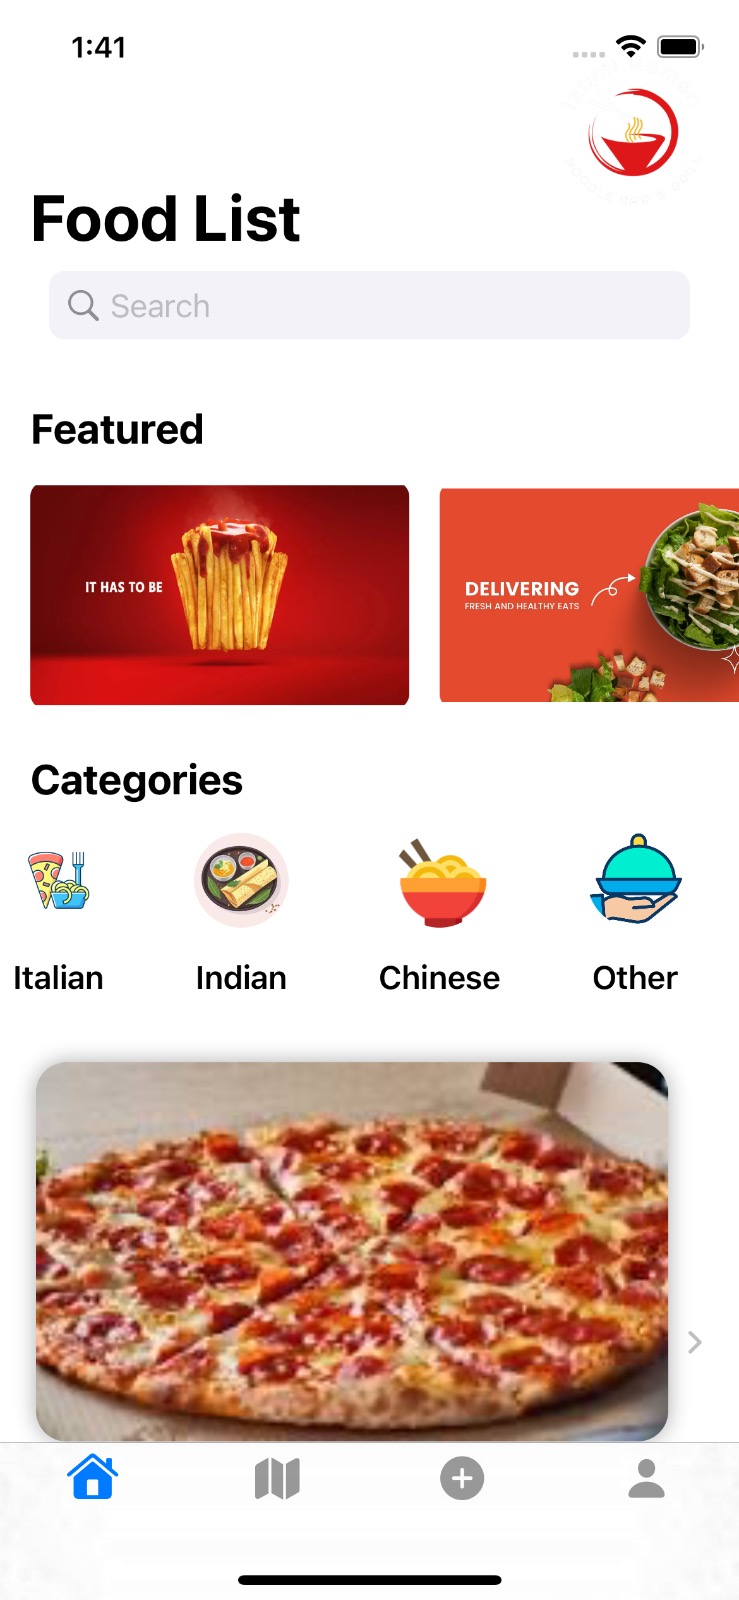 1:41
Food List
Search
Featured
IT HAS TO BE
DELIVERING
FRESH AND HEALTHY EATS
Categories
Italian
Indian
Chinese
Other